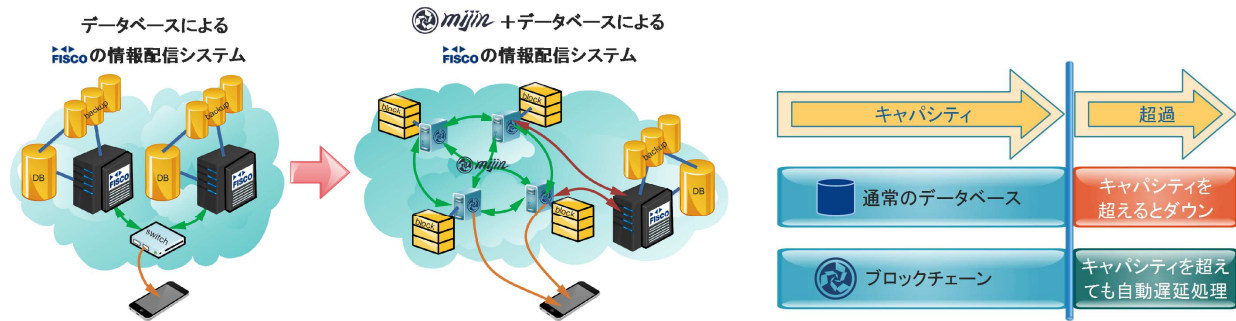 データベースによる
FISCOの情報配信システム
backup
backup
DB
DB
FISCO
FISCO
switch
mijin +データベースによる
FISCOの情報配信システム
block
block
mijin
backup
DB
FISCO
block
block
キャパシティ
超過
通常のデータベース
キャパシティを
超えるとダウン
ブロックチェーン
キャパシティを超え
ても自動遅延処理